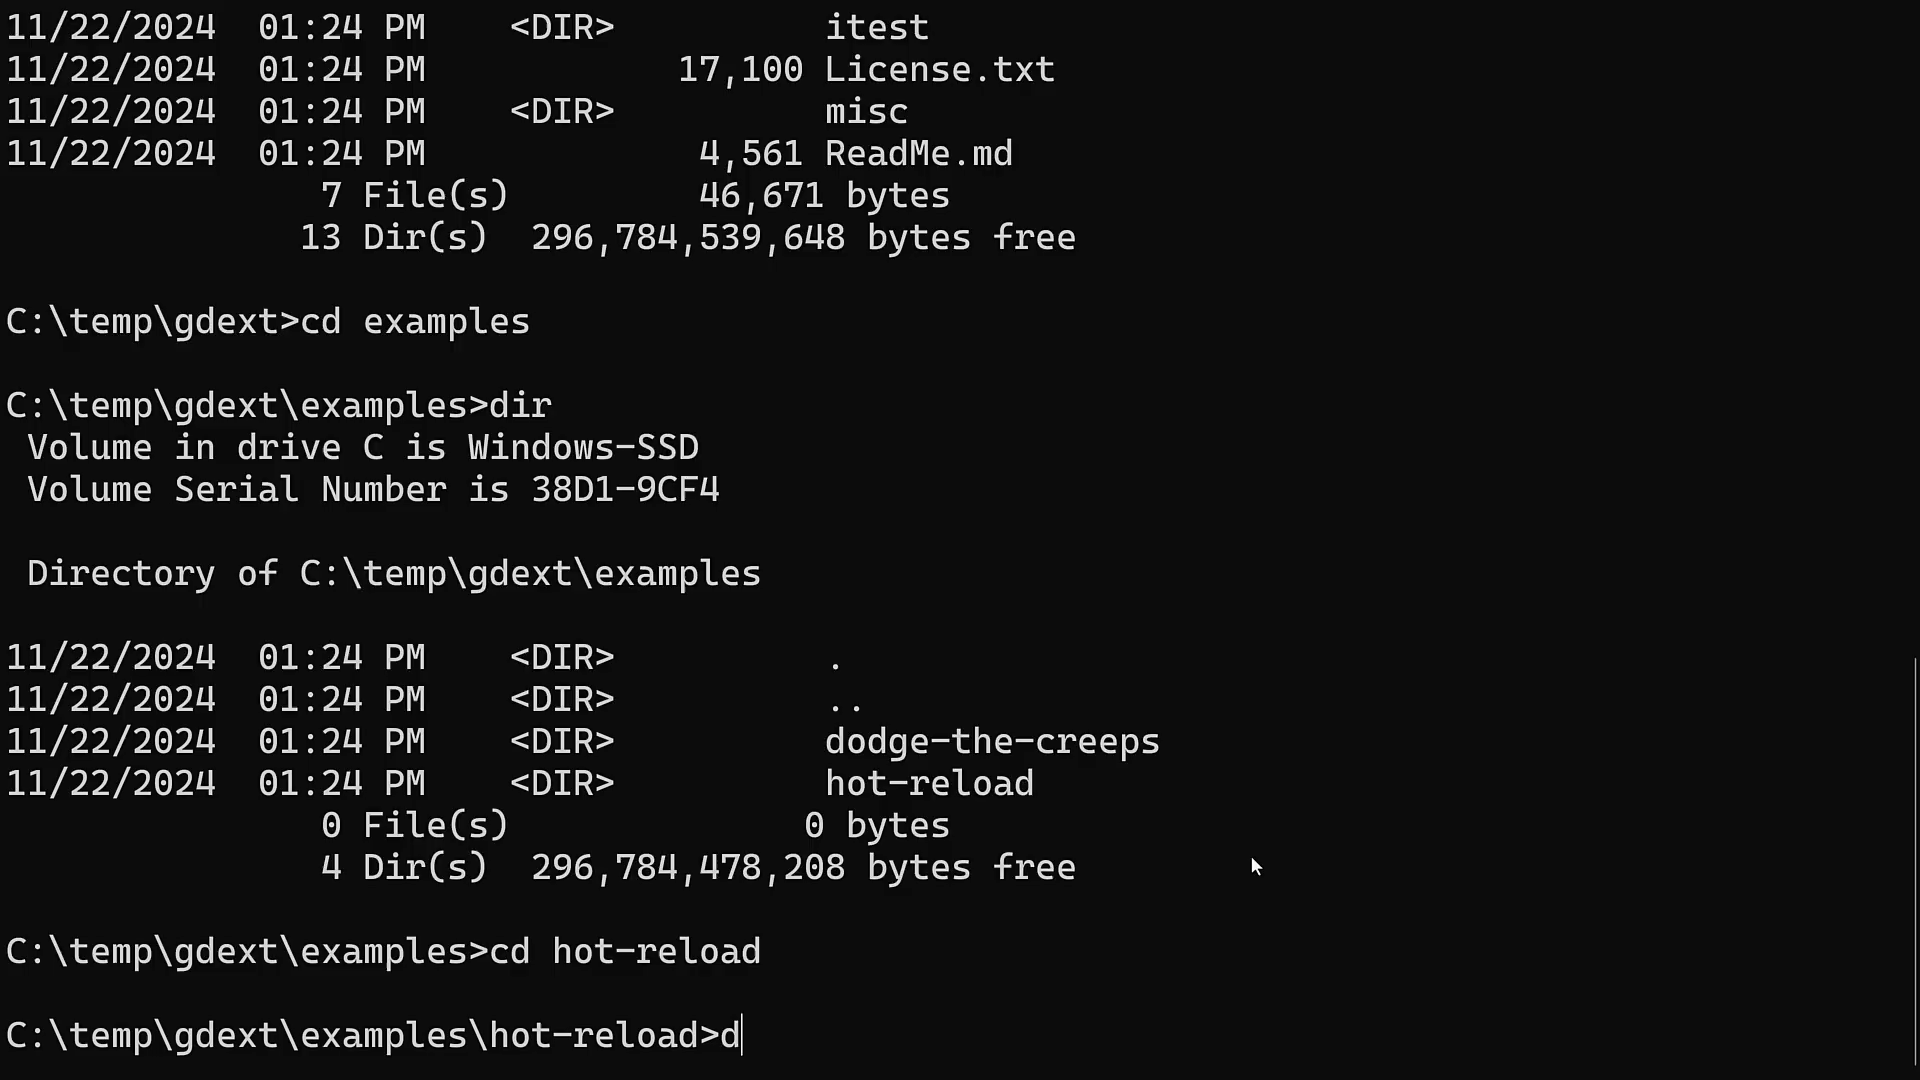 11/22/2024  01:24 PM    <DIR>          itest
11/22/2024  01:24 PM            17,100 License.txt
11/22/2024  01:24 PM    <DIR>          misc
11/22/2024  01:24 PM             4,561 ReadMe.md
               7 File(s)         46,671 bytes
              13 Dir(s)  296,784,539,648 bytes free
C:\temp\gdext>cd examples
C:\temp\gdext\examples>dir
 Volume in drive C is Windows-SSD
 Volume Serial Number is 38D1-9CF4
 Directory of C:\temp\gdext\examples
11/22/2024  01:24 PM    <DIR>          .
11/22/2024  01:24 PM    <DIR>          ..
11/22/2024  01:24 PM    <DIR>          dodge-the-creeps
11/22/2024  01:24 PM    <DIR>          hot-reload
               0 File(s)              0 bytes
               4 Dir(s)  296,784,478,208 bytes free
C:\temp\gdext\examples>cd hot-reload
C:\temp\gdext\examples\hot-reload>d